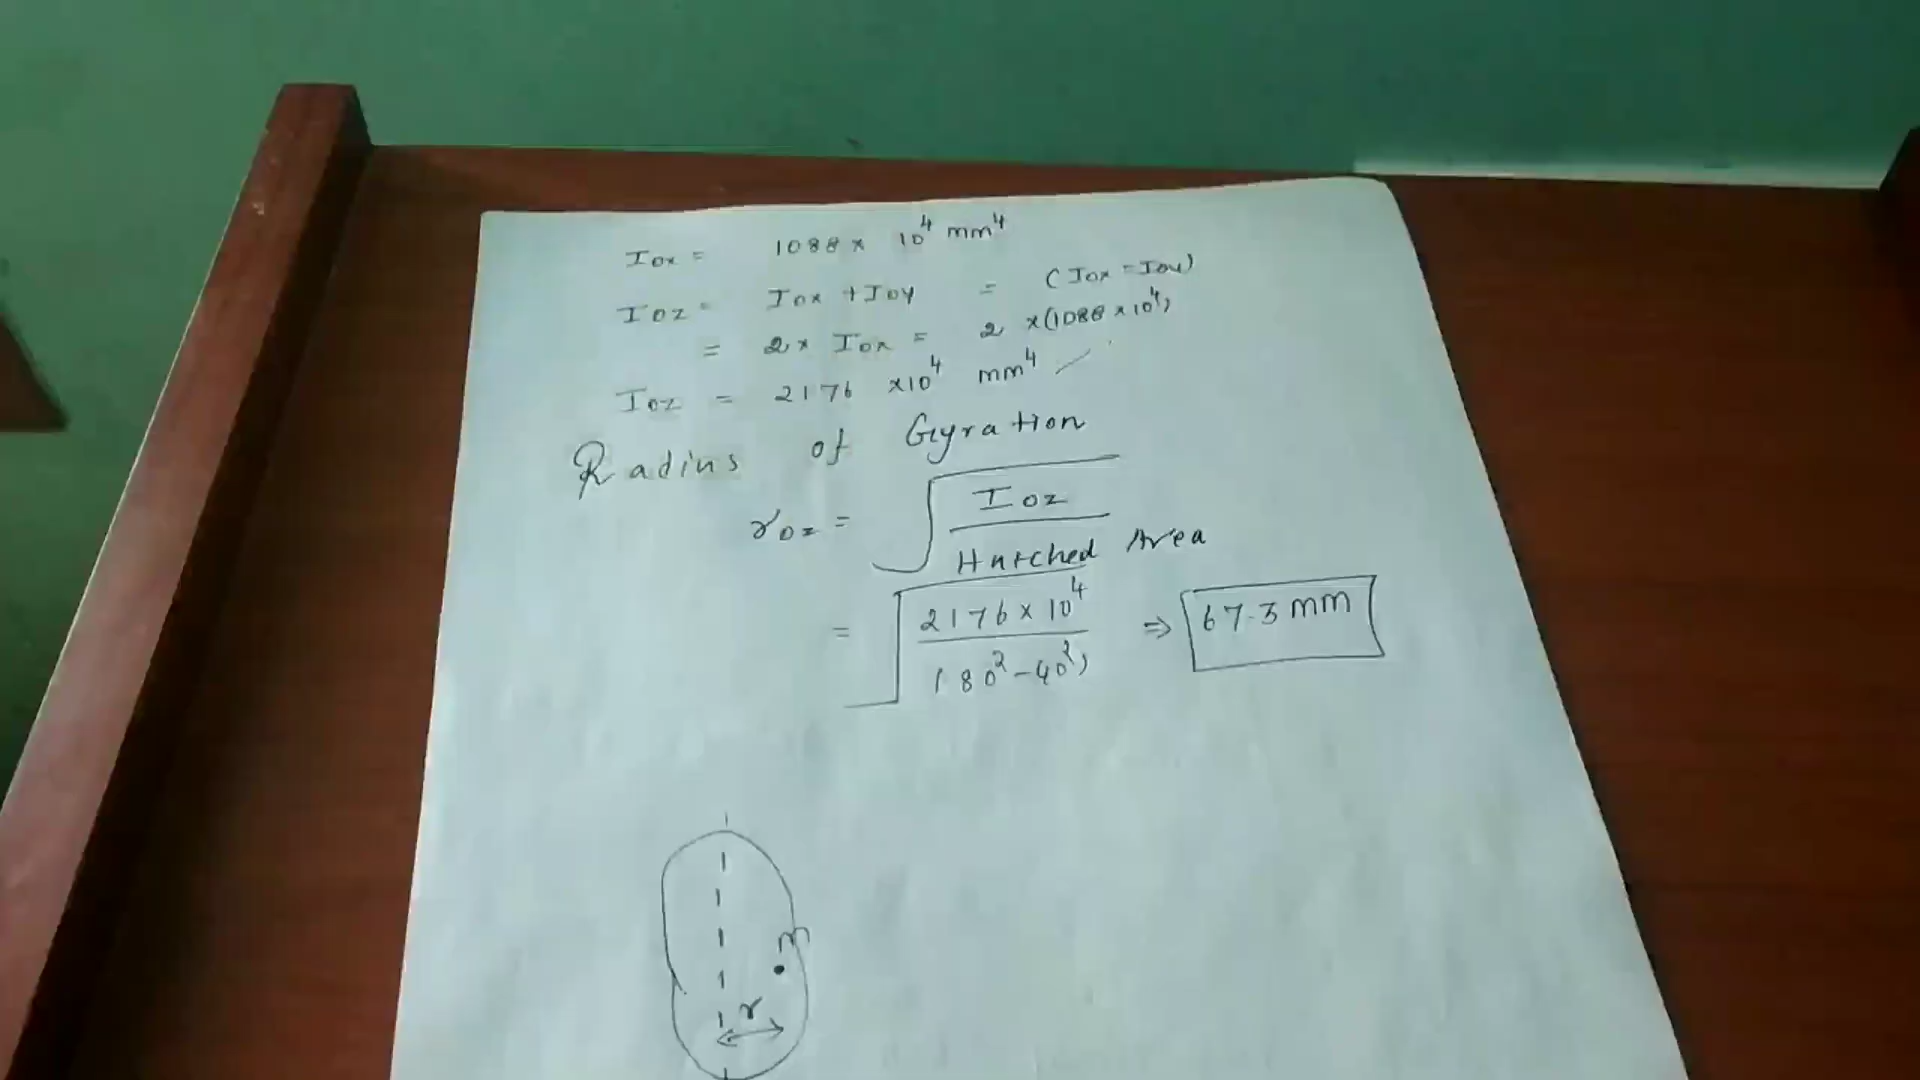 Iox = 1088 × 10⁴ mm⁴
Ioz = Iox + Ioy = (Iox = Ioy)
= 2 × Iox = 2 × (1088 × 10⁴)
Ioz = 2176 × 10⁴ mm⁴
Radius of Gyration
roz = √(Ioz / Hatched Area)
= √(2176 × 10⁴ / (80² - 40²)) ⇒ 67.3 mm
m
r